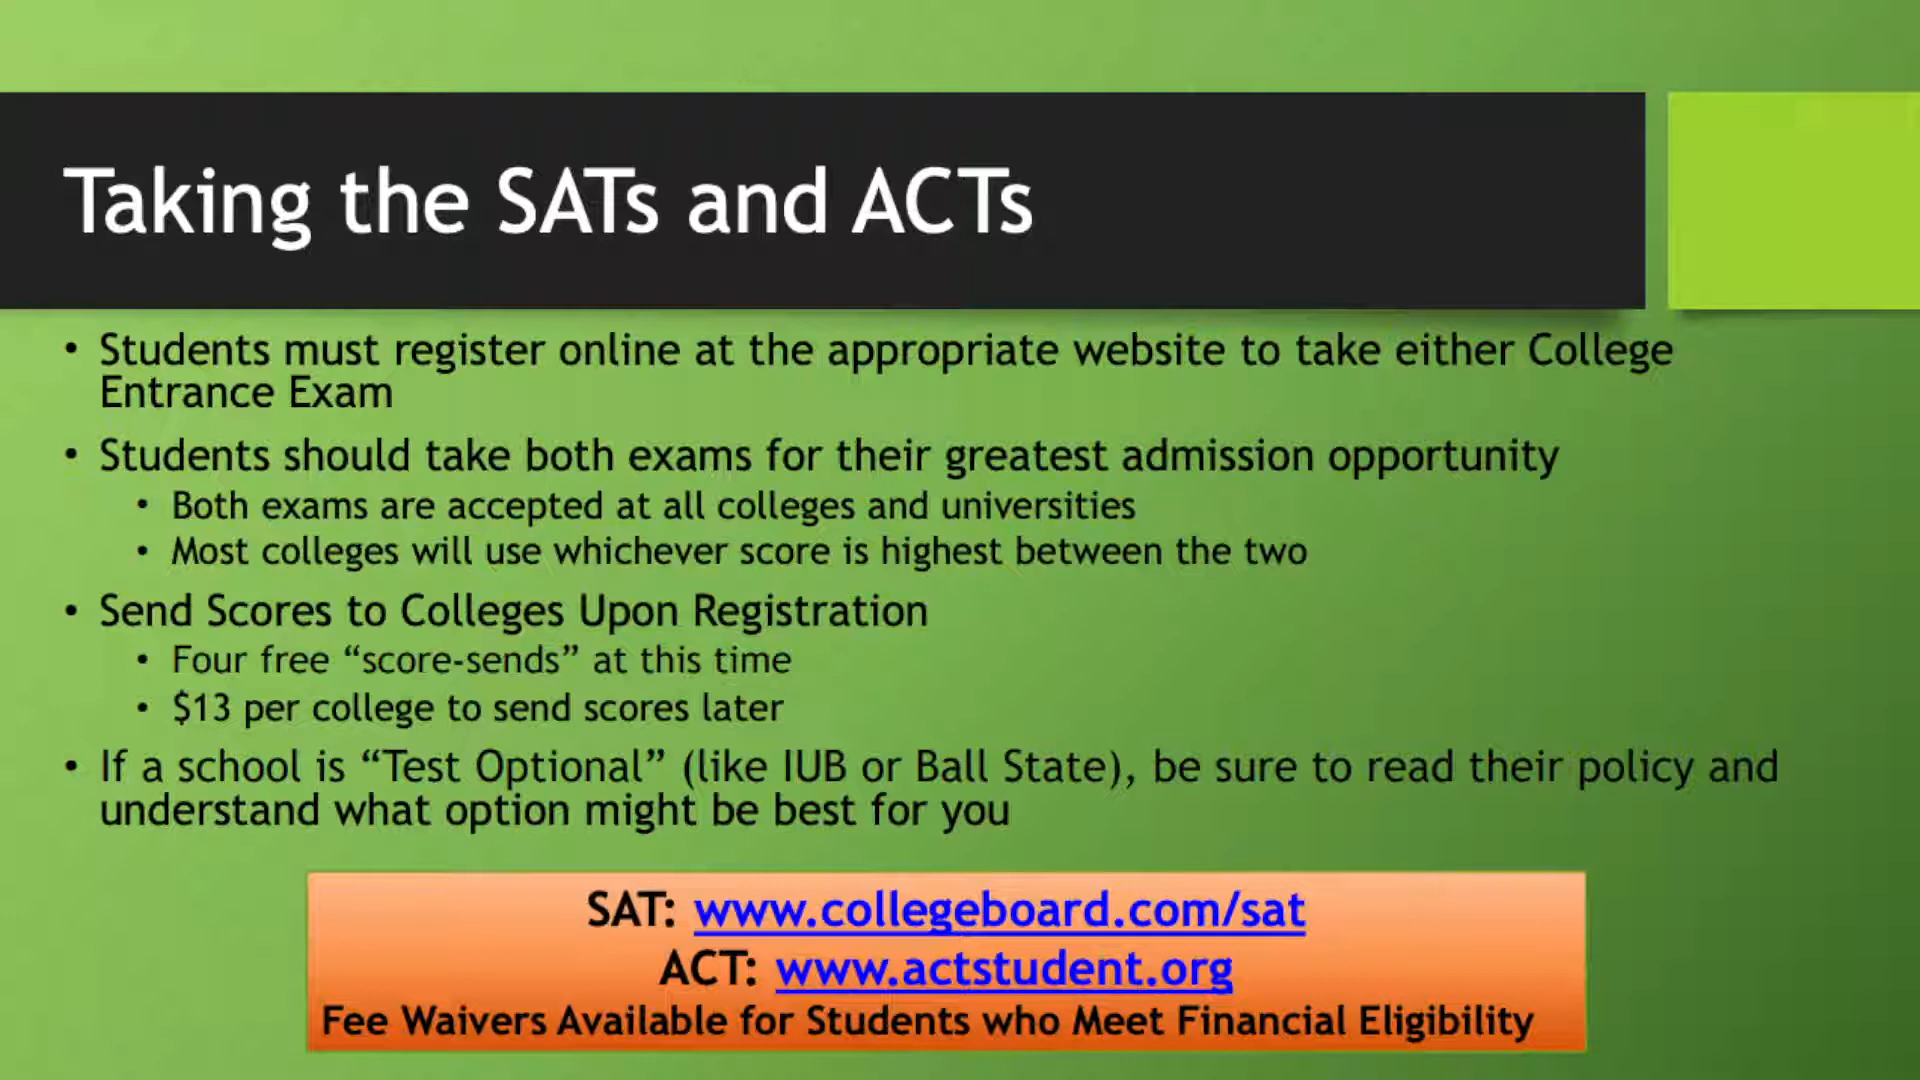 Taking the SATs and ACTs
• Students must register online at the appropriate website to take either College
Entrance Exam
• Students should take both exams for their greatest admission opportunity
• Both exams are accepted at all colleges and universities
• Most colleges will use whichever score is highest between the two
• Send Scores to Colleges Upon Registration
• Four free “score-sends” at this time
• $13 per college to send scores later
• If a school is “Test Optional” (like IUB or Ball State), be sure to read their policy and
understand what option might be best for you
SAT: www.collegeboard.com/sat
ACT: www.actstudent.org
Fee Waivers Available for Students who Meet Financial Eligibility